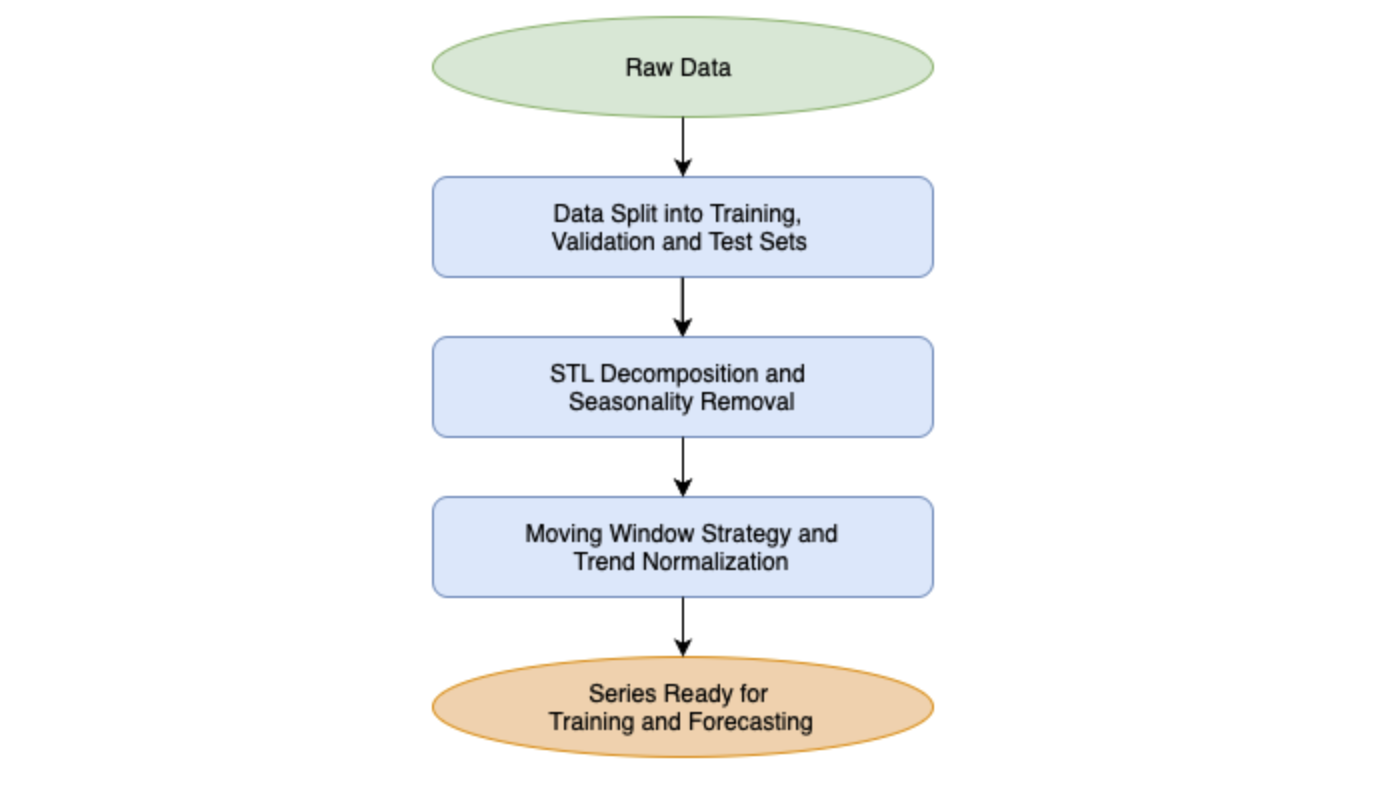 Raw Data
Data Split into Training,
Validation and Test Sets
STL Decomposition and
Seasonality Removal
Moving Window Strategy and
Trend Normalization
Series Ready for
Training and Forecasting